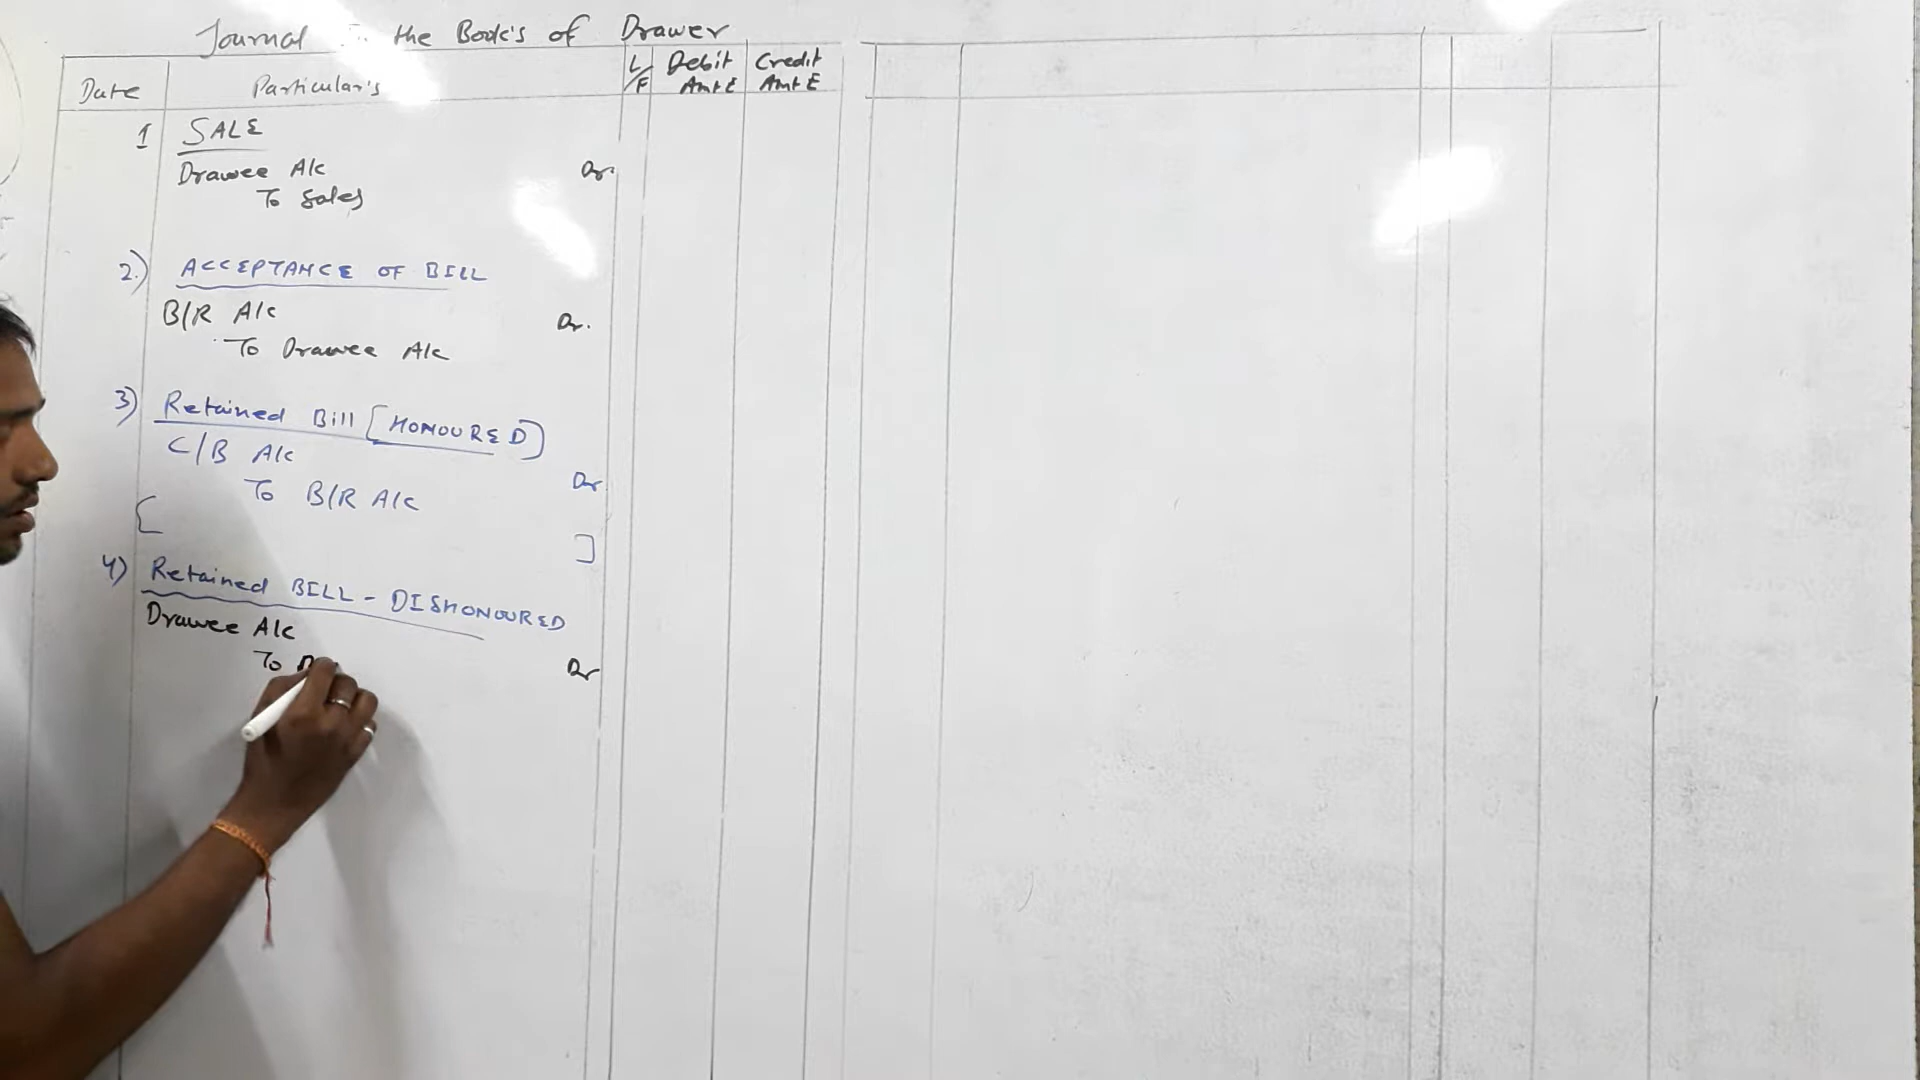 Journal the Book's of Drawer
Date Particular's L/F Debit Amt ₹ Credit Amt ₹
1 SALE
Drawee A/c Dr.
To Sales
2.) ACCEPTANCE OF BILL
B/R A/c Dr.
To Drawee A/c
3) Retained Bill [HONOURED]
C/B A/c Dr
To B/R A/c
[ ]
4) Retained BILL - DISHONOURED
Drawee A/c Dr
To